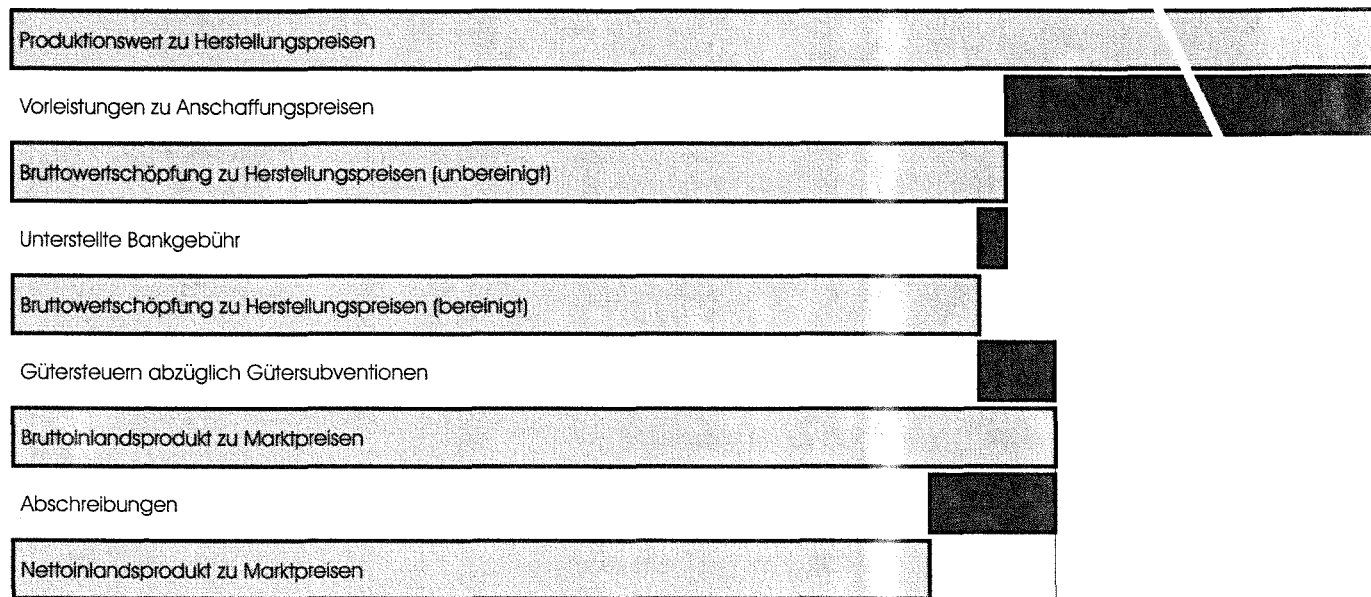 Produktionswert zu Herstellungspreisen
Vorleistungen zu Anschaffungspreisen
Bruttowertschöpfung zu Herstellungspreisen (unbereinigt)
Unterstellte Bankgebühr
Bruttowertschöpfung zu Herstellungspreisen (bereinigt)
Gütersteuern abzüglich Gütersubventionen
Bruttoinlandsprodukt zu Marktpreisen
Abschreibungen
Nettoinlandsprodukt zu Marktpreisen